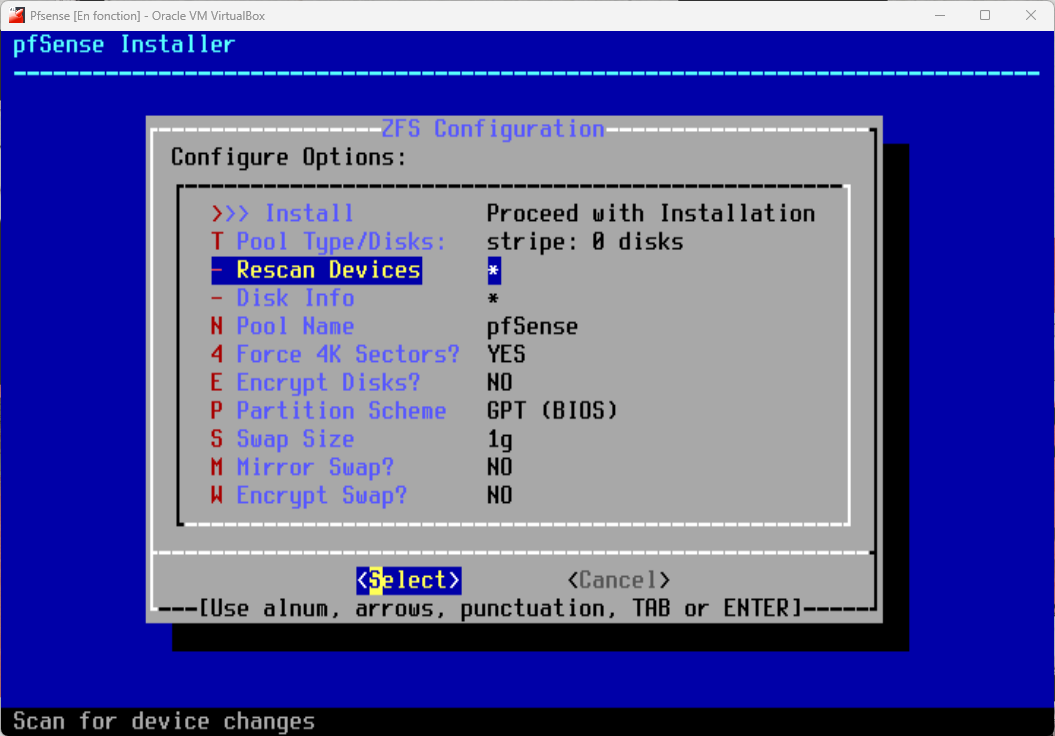 Pfsense [En fonction] - Oracle VM VirtualBox
pfSense Installer
ZFS Configuration
Configure Options:
>>> Install Proceed with Installation
T Pool Type/Disks: stripe: 0 disks
- Rescan Devices *
- Disk Info *
N Pool Name pfSense
4 Force 4K Sectors? YES
E Encrypt Disks? NO
P Partition Scheme GPT (BIOS)
S Swap Size 1g
M Mirror Swap? NO
W Encrypt Swap? NO
<Select> <Cancel>
[Use alnum, arrows, punctuation, TAB or ENTER]
Scan for device changes